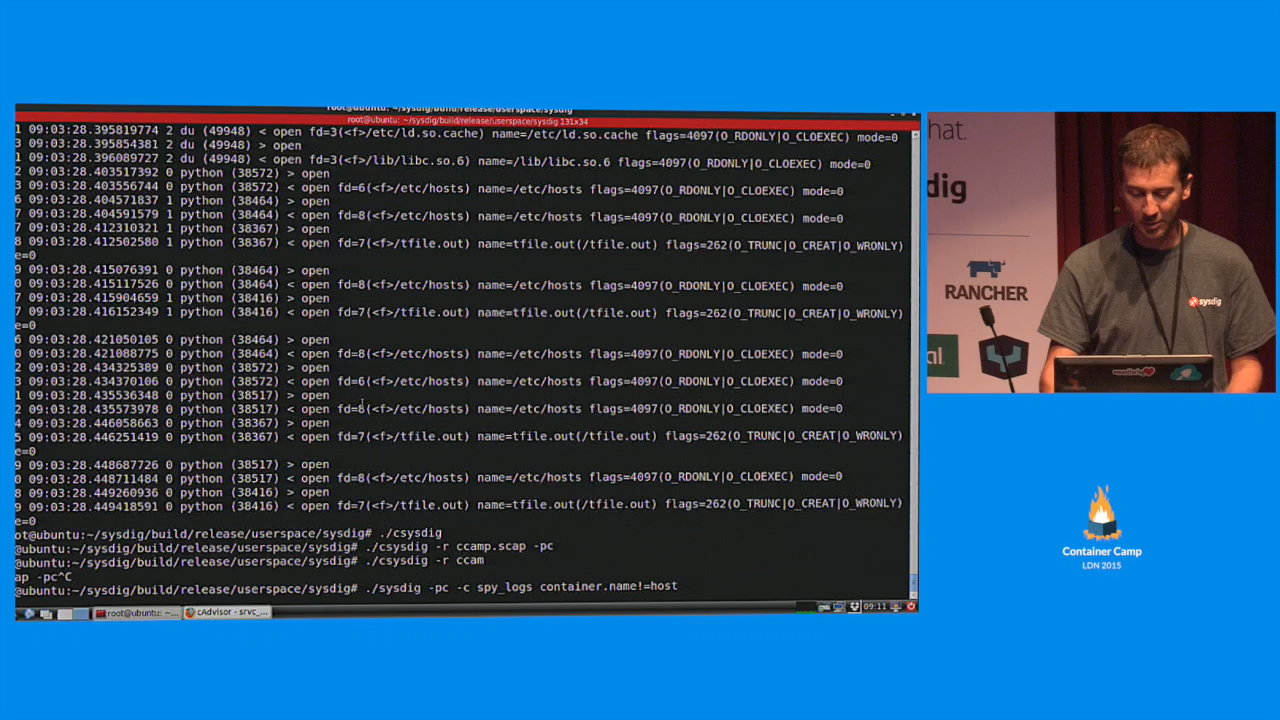 root@ubuntu: ~/sysdig/build/release/userspace/sysdig
root@ubuntu: ~/sysdig/build/release/userspace/sysdig 131x34
1 09:03:28.395819774 2 du (49948) < open fd=3(<f>/etc/ld.so.cache) name=/etc/ld.so.cache flags=4097(O_RDONLY|O_CLOEXEC) mode=0
3 09:03:28.395854381 2 du (49948) > open
1 09:03:28.396089727 2 du (49948) < open fd=3(<f>/lib/libc.so.6) name=/lib/libc.so.6 flags=4097(O_RDONLY|O_CLOEXEC) mode=0
2 09:03:28.403517392 0 python (38572) > open
3 09:03:28.403556744 0 python (38572) < open fd=6(<f>/etc/hosts) name=/etc/hosts flags=4097(O_RDONLY|O_CLOEXEC) mode=0
6 09:03:28.404571837 1 python (38464) > open
7 09:03:28.404591579 1 python (38464) < open fd=8(<f>/etc/hosts) name=/etc/hosts flags=4097(O_RDONLY|O_CLOEXEC) mode=0
7 09:03:28.412310321 1 python (38367) > open
8 09:03:28.412502580 1 python (38367) < open fd=7(<f>/tfile.out) name=tfile.out(/tfile.out) flags=262(O_TRUNC|O_CREAT|O_WRONLY)
e=0
9 09:03:28.415076391 0 python (38464) > open
0 09:03:28.415117526 0 python (38464) < open fd=8(<f>/etc/hosts) name=/etc/hosts flags=4097(O_RDONLY|O_CLOEXEC) mode=0
7 09:03:28.415904659 1 python (38416) > open
8 09:03:28.416152349 1 python (38416) < open fd=7(<f>/tfile.out) name=tfile.out(/tfile.out) flags=262(O_TRUNC|O_CREAT|O_WRONLY)
e=0
6 09:03:28.421050105 0 python (38464) > open
0 09:03:28.421088775 0 python (38464) < open fd=8(<f>/etc/hosts) name=/etc/hosts flags=4097(O_RDONLY|O_CLOEXEC) mode=0
2 09:03:28.434325389 0 python (38572) > open
3 09:03:28.434370106 0 python (38572) < open fd=6(<f>/etc/hosts) name=/etc/hosts flags=4097(O_RDONLY|O_CLOEXEC) mode=0
1 09:03:28.435536348 0 python (38517) > open
2 09:03:28.435573978 0 python (38517) < open fd=8(<f>/etc/hosts) name=/etc/hosts flags=4097(O_RDONLY|O_CLOEXEC) mode=0
4 09:03:28.446058663 0 python (38367) > open
5 09:03:28.446251419 0 python (38367) < open fd=7(<f>/tfile.out) name=tfile.out(/tfile.out) flags=262(O_TRUNC|O_CREAT|O_WRONLY)
e=0
9 09:03:28.448687726 0 python (38517) > open
0 09:03:28.448711484 0 python (38517) < open fd=8(<f>/etc/hosts) name=/etc/hosts flags=4097(O_RDONLY|O_CLOEXEC) mode=0
8 09:03:28.449260936 0 python (38416) > open
9 09:03:28.449418591 0 python (38416) < open fd=7(<f>/tfile.out) name=tfile.out(/tfile.out) flags=262(O_TRUNC|O_CREAT|O_WRONLY)
e=0
ot@ubuntu:~/sysdig/build/release/userspace/sysdig# ./csysdig
@ubuntu:~/sysdig/build/release/userspace/sysdig# ./csysdig -r ccamp.scap -pc
@ubuntu:~/sysdig/build/release/userspace/sysdig# ./csysdig -r ccam
ap -pc^C
@ubuntu:~/sysdig/build/release/userspace/sysdig# ./sysdig -pc -c spy_logs container.name!=host
root@ubuntu: ~...
cAdvisor - srvc_...
09:11
hat.
dig
RANCHER
al
sysdig
Container Camp
LDN 2015